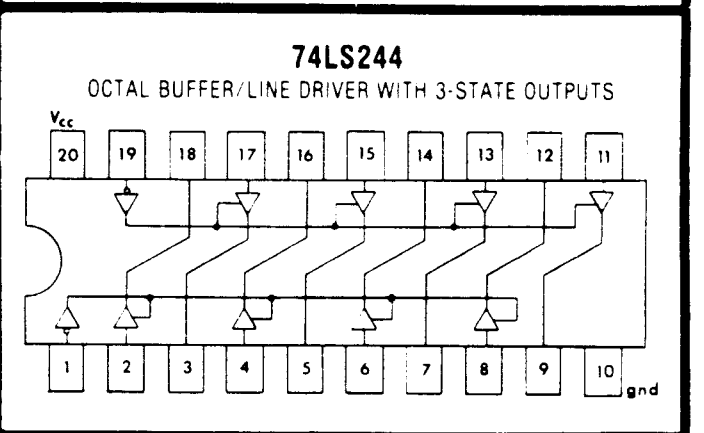 74LS244
OCTAL BUFFER/LINE DRIVER WITH 3-STATE OUTPUTS
Vcc
20 19 18 17 16 15 14 13 12 11
1 2 3 4 5 6 7 8 9 10 gnd